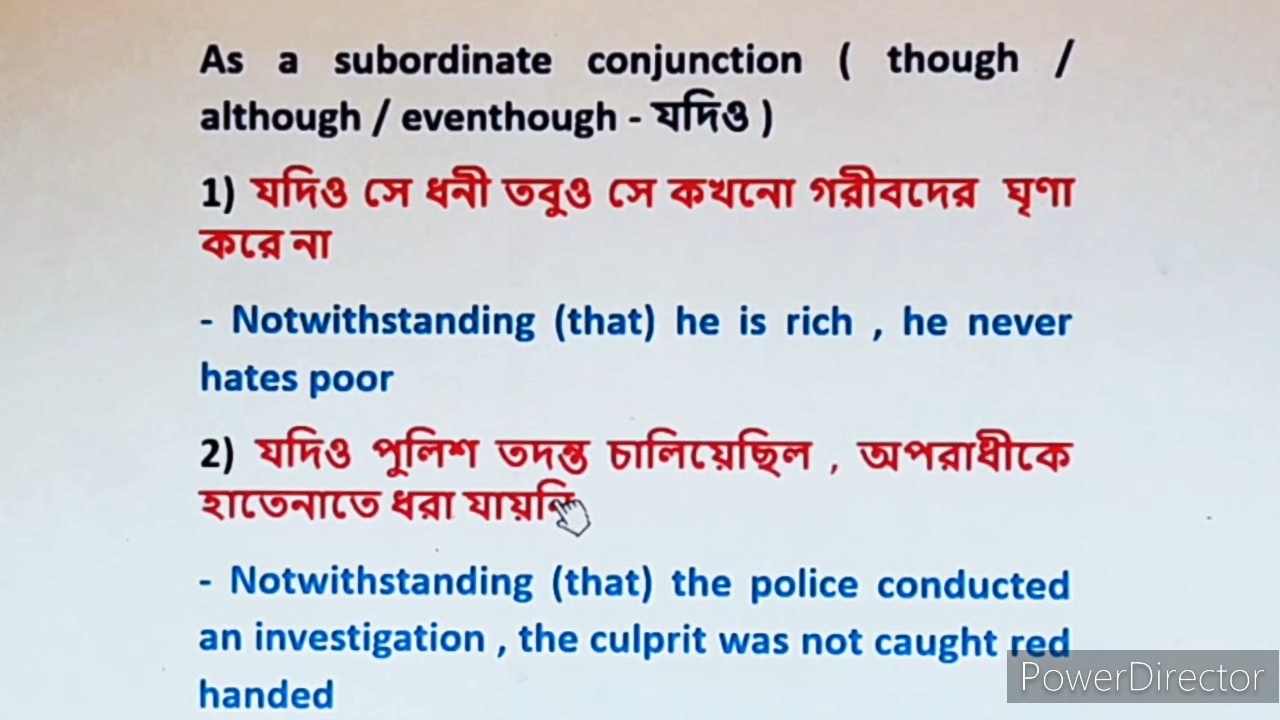 As a subordinate conjunction ( though /
although / eventhough - যদিও )
1) যদিও সে ধনী তবুও সে কখনো গরীবদের ঘৃণা
করে না
- Notwithstanding (that) he is rich , he never
hates poor
2) যদিও পুলিশ তদন্ত চালিয়েছিল , অপরাধীকে
হাতেনাতে ধরা যায়নি
- Notwithstanding (that) the police conducted
an investigation , the culprit was not caught red
handed
PowerDirector